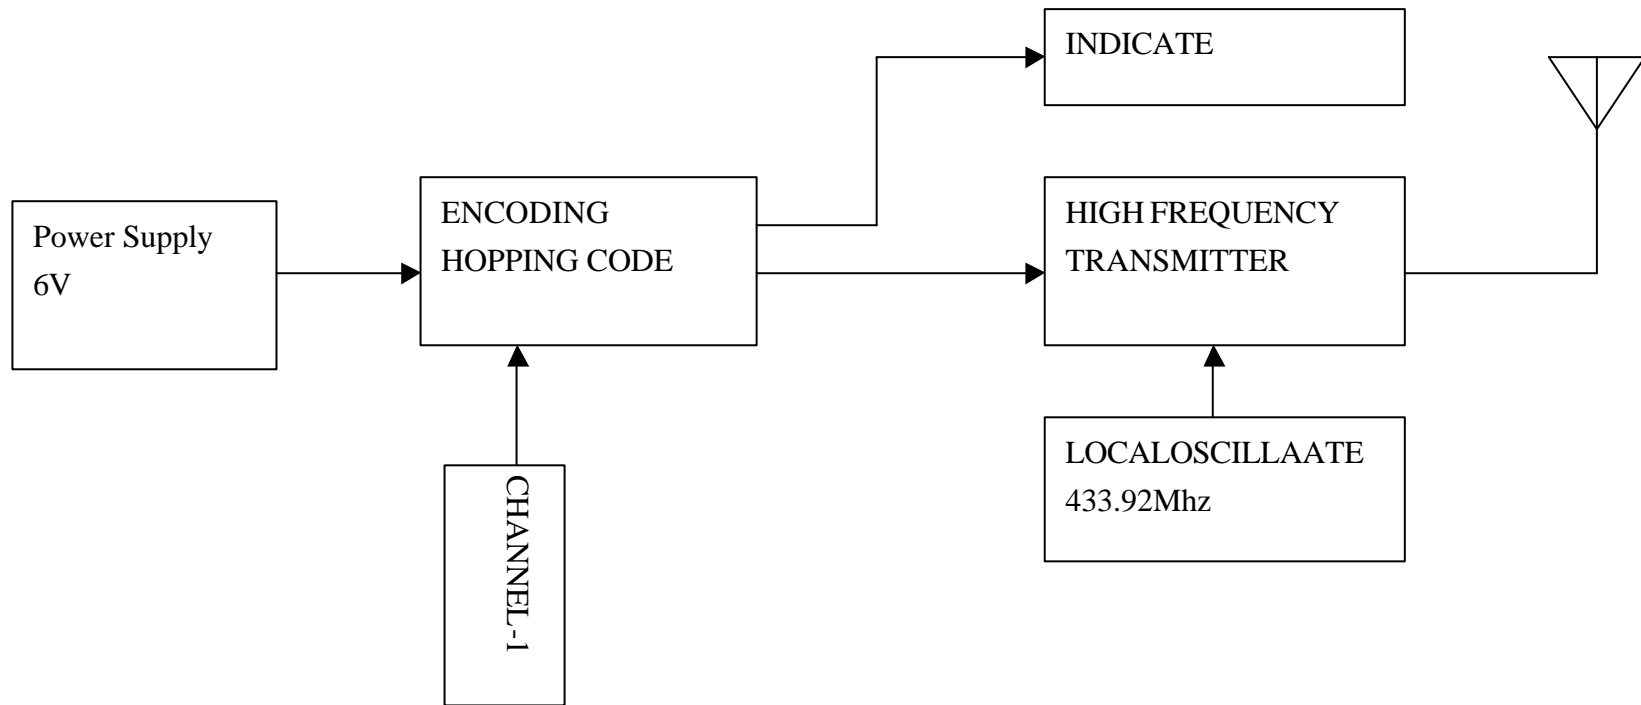 INDICATE
Power Supply
6V
ENCODING
HOPPING CODE
HIGH FREQUENCY
TRANSMITTER
CHANNEL-1
LOCALOSCILLAATE
433.92Mhz